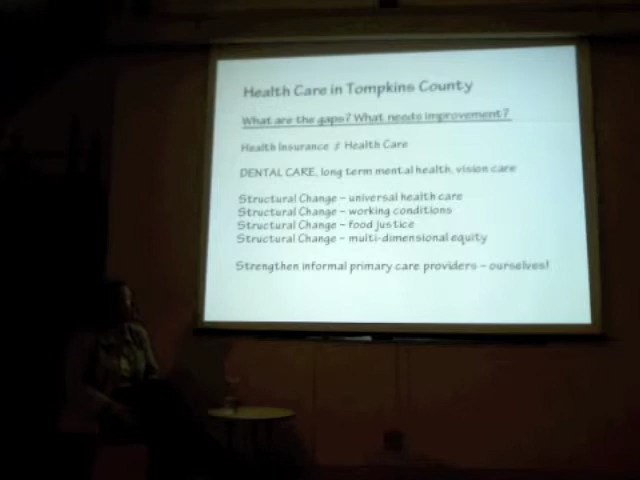 Health Care in Tompkins County
What are the gaps? What needs improvement?
Health Insurance ≠ Health Care
DENTAL CARE, long term mental health, vision care
Structural Change – universal health care
Structural Change – working conditions
Structural Change – food justice
Structural Change – multi-dimensional equity
Strengthen informal primary care providers – ourselves!